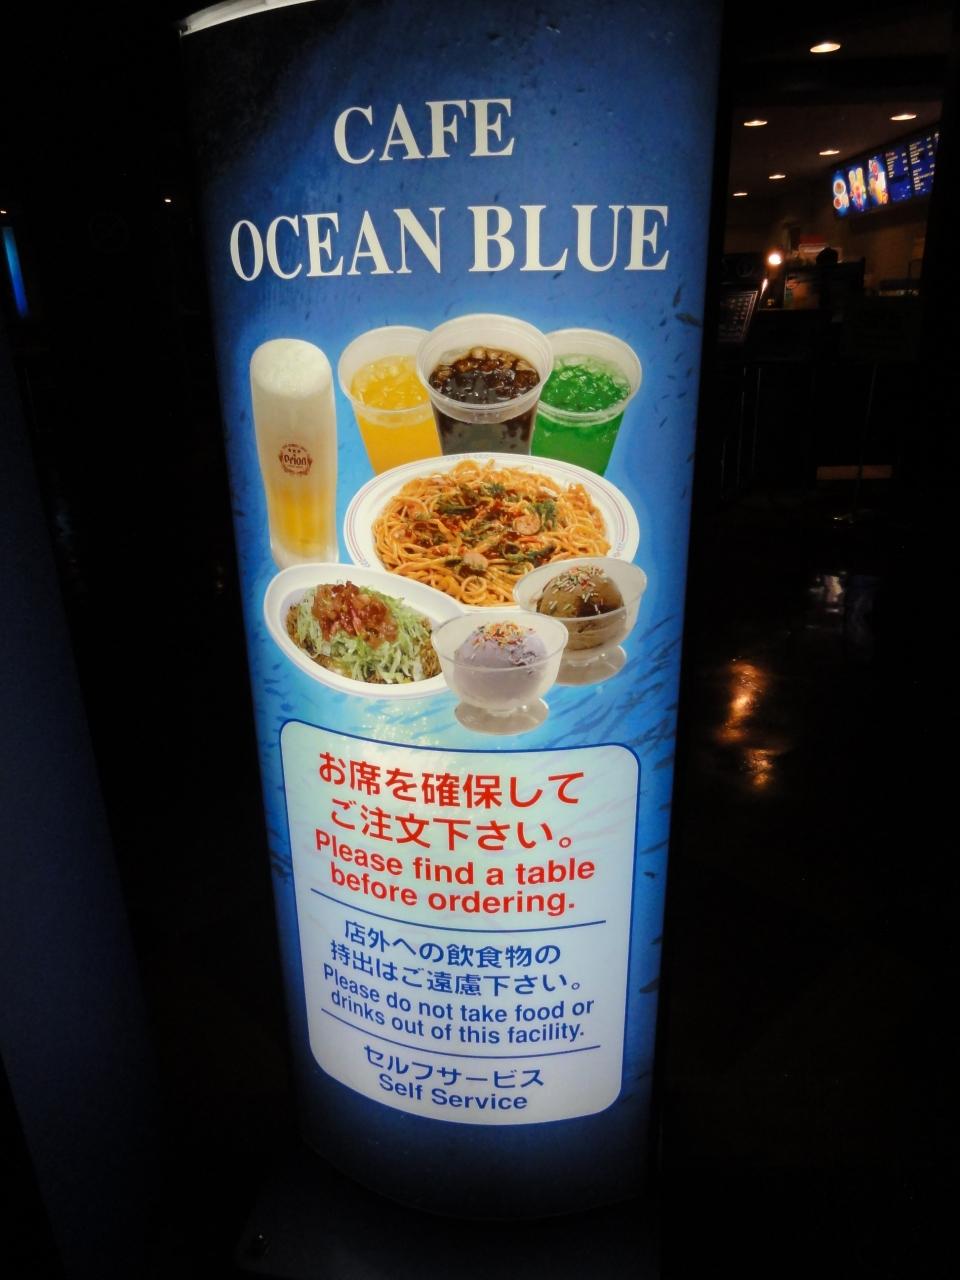 CAFE
OCEAN BLUE
Orion
お席を確保して
ご注文下さい。
Please find a table
before ordering.
店外への飲食物の
持出はご遠慮下さい。
Please do not take food or
drinks out of this facility.
セルフサービス
Self Service